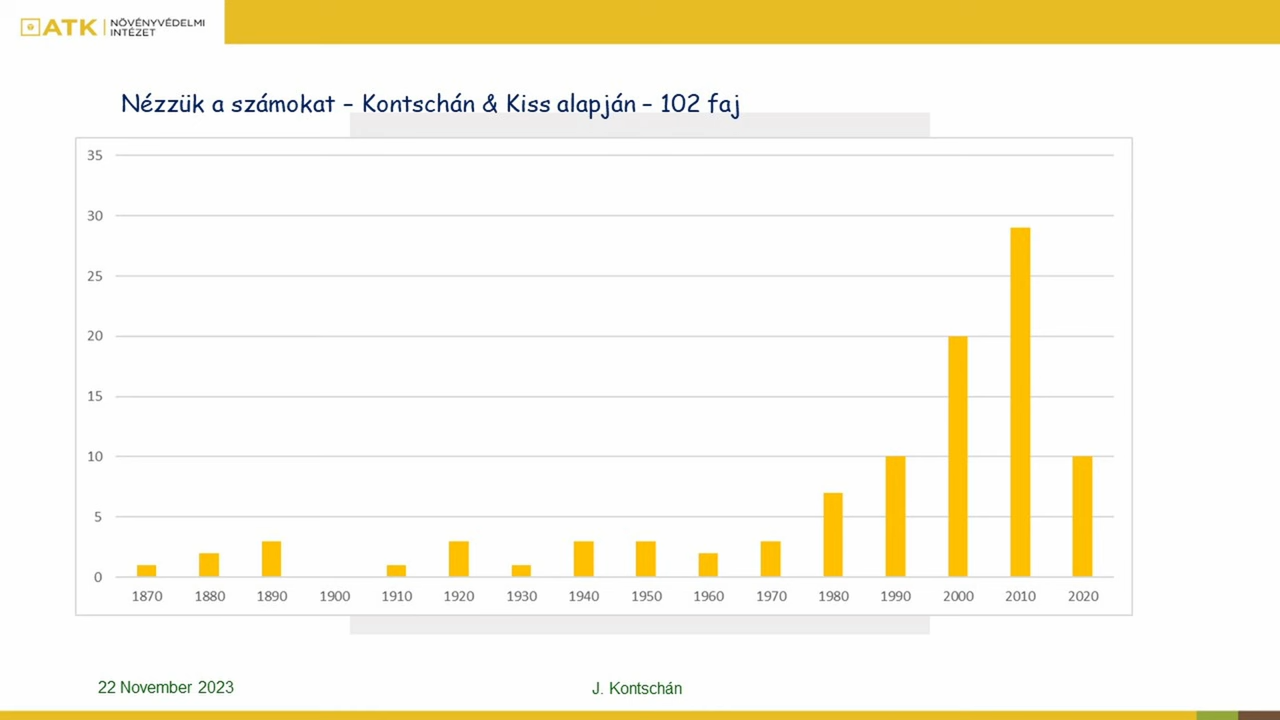 ATK NÖVÉNYVÉDELMI
INTÉZET
Nézzük a számokat – Kontschán & Kiss alapján – 102 faj
35
30
25
20
15
10
5
0
1870 1880 1890 1900 1910 1920 1930 1940 1950 1960 1970 1980 1990 2000 2010 2020
22 November 2023 J. Kontschán